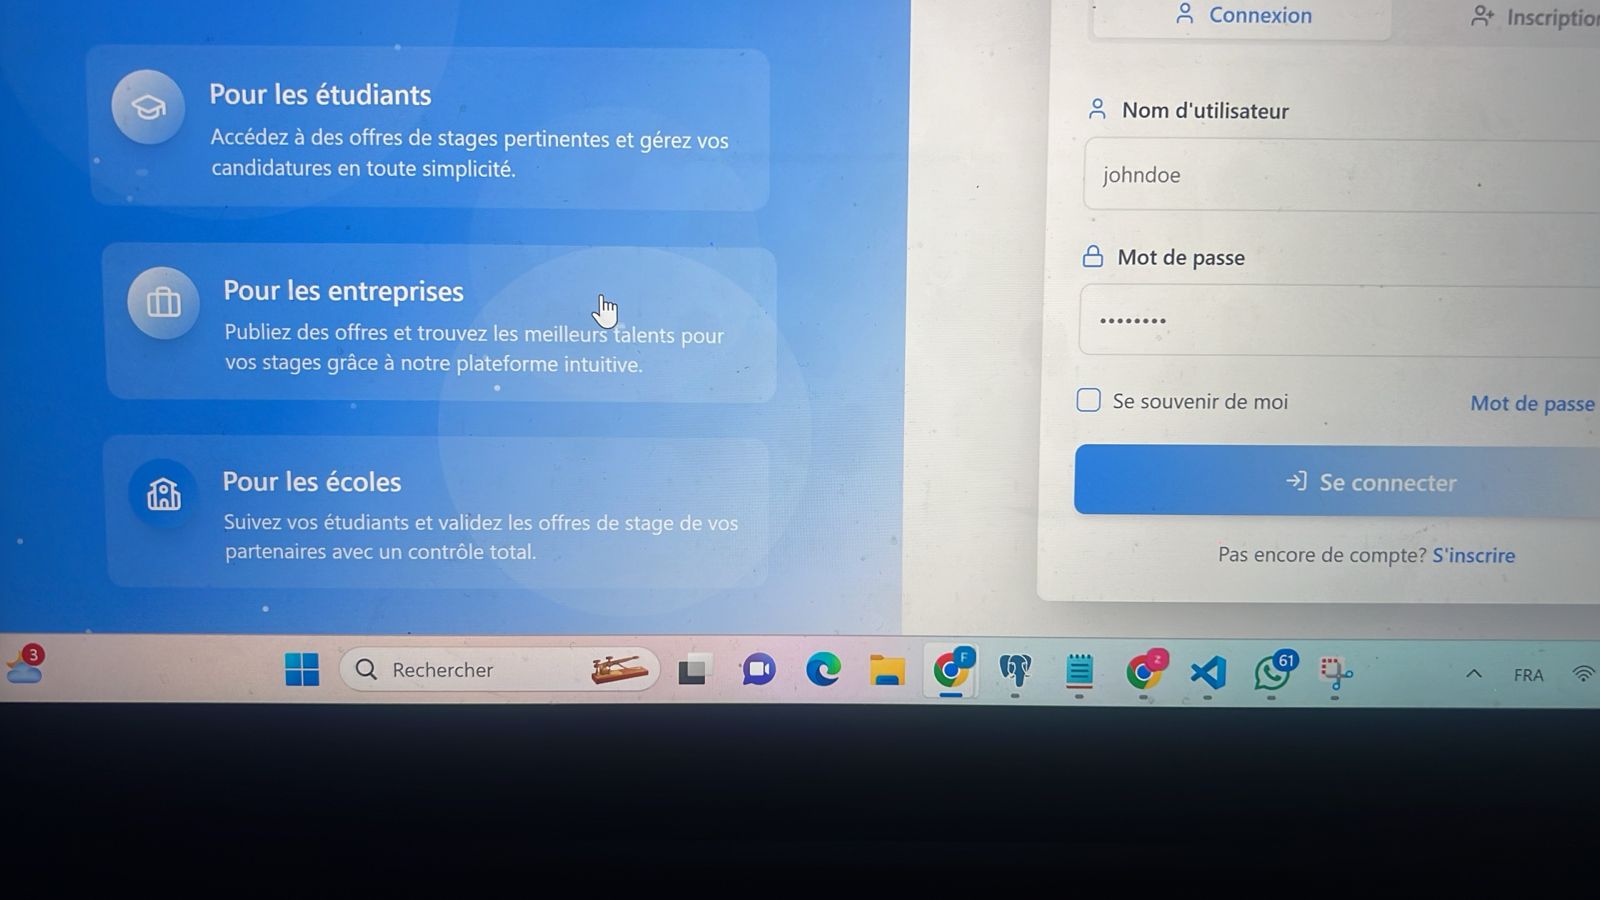 Pour les étudiants
Accédez à des offres de stages pertinentes et gérez vos
candidatures en toute simplicité.
Pour les entreprises
Publiez des offres et trouvez les meilleurs talents pour
vos stages grâce à notre plateforme intuitive.
Pour les écoles
Suivez vos étudiants et validez les offres de stage de vos
partenaires avec un contrôle total.
Connexion
Inscription
Nom d'utilisateur
johndoe
Mot de passe
••••••••
Se souvenir de moi
Mot de passe
Se connecter
Pas encore de compte? S'inscrire
3
Rechercher
F
z
61
FRA